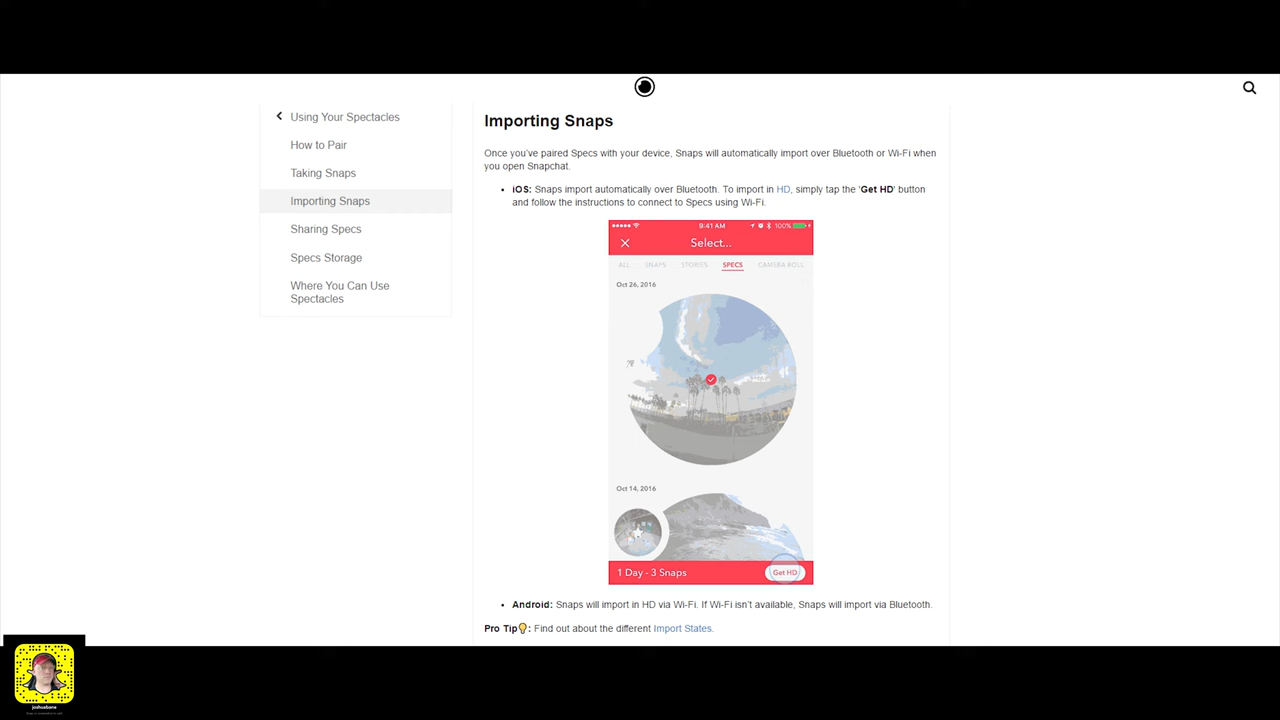 Using Your Spectacles
How to Pair
Taking Snaps
Importing Snaps
Sharing Specs
Specs Storage
Where You Can Use
Spectacles
Importing Snaps
Once you've paired Specs with your device, Snaps will automatically import over Bluetooth or Wi-Fi when
you open Snapchat.
• iOS: Snaps import automatically over Bluetooth. To import in HD, simply tap the 'Get HD' button
and follow the instructions to connect to Specs using Wi-Fi.
9:41 AM 100%
Select...
ALL SNAPS STORIES SPECS CAMERA ROLL
Oct 26, 2016
Oct 14, 2016
1 Day - 3 Snaps Get HD
• Android: Snaps will import in HD via Wi-Fi. If Wi-Fi isn't available, Snaps will import via Bluetooth.
Pro Tip💡: Find out about the different Import States.